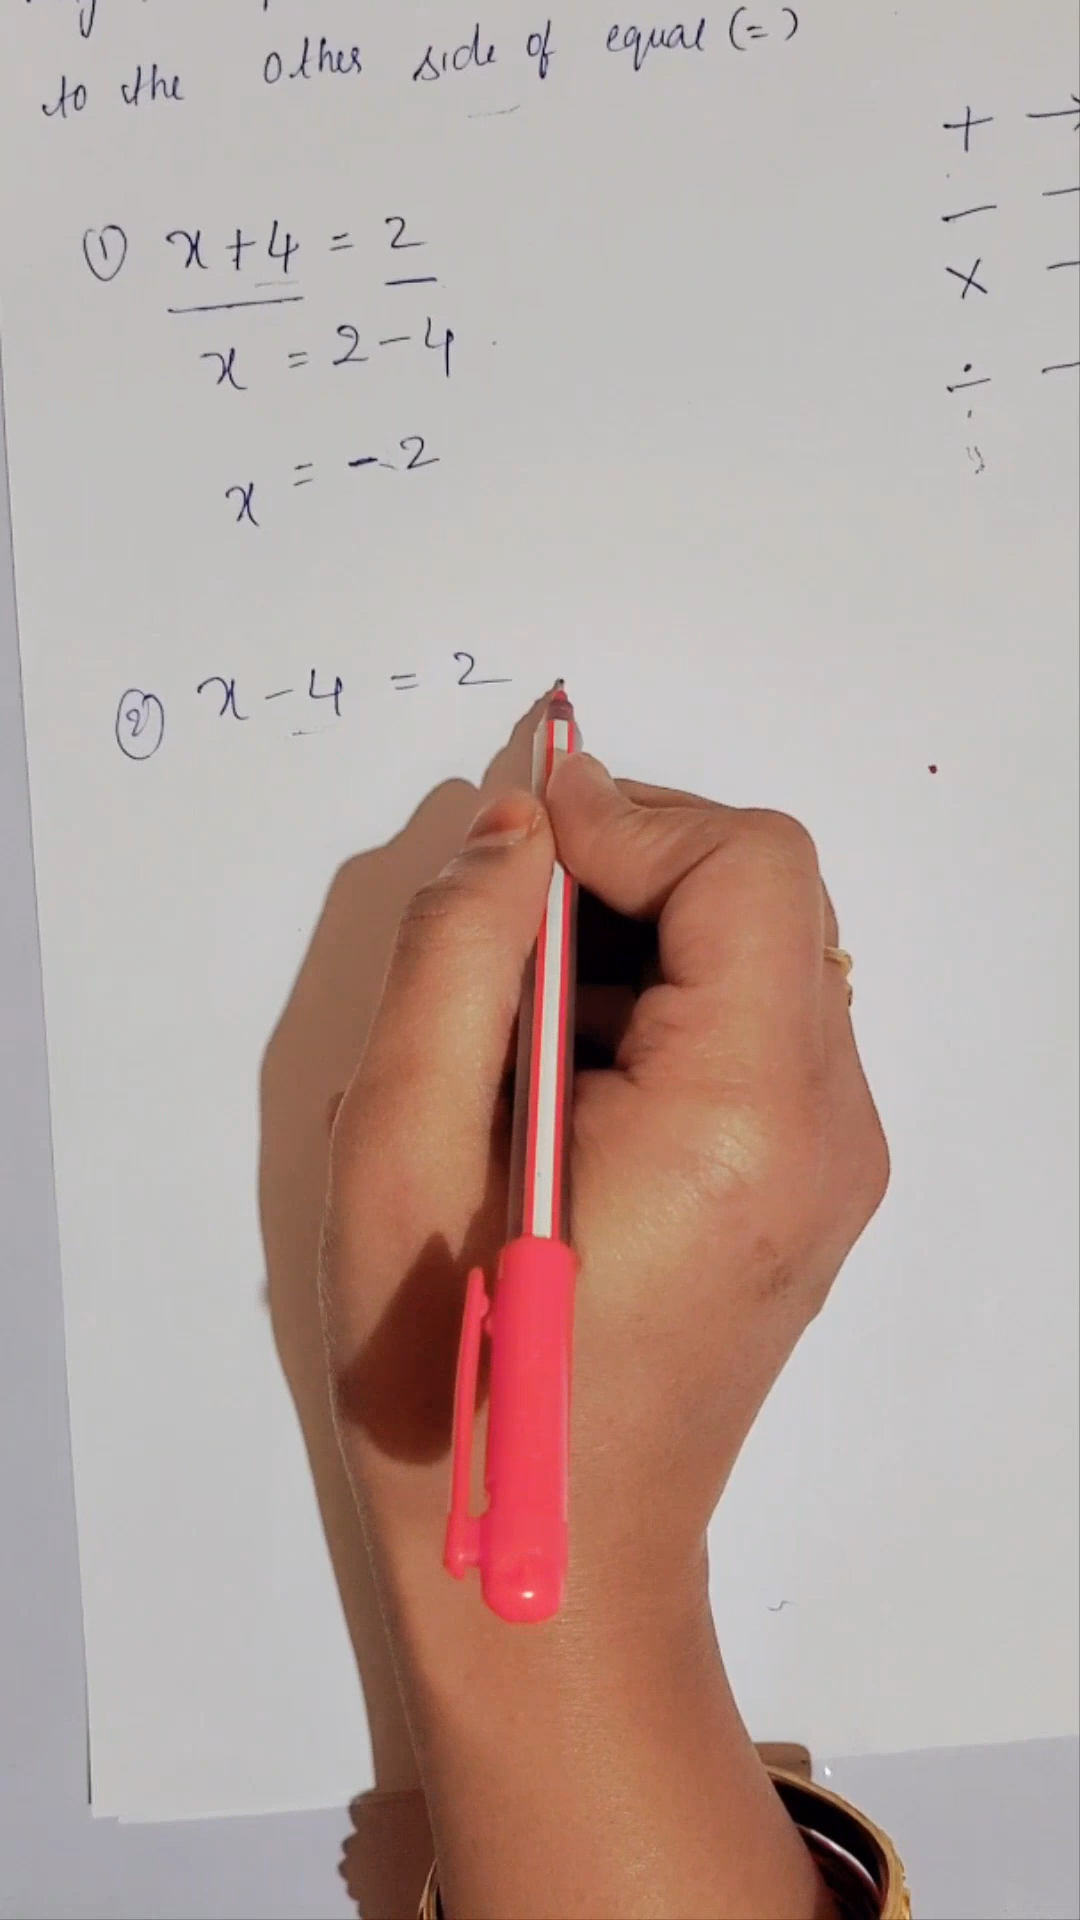 to the other side of equal (=)
+ →
① x + 4 = 2
− −
x = 2 − 4
× −
÷ −
x = − 2
② x − 4 = 2